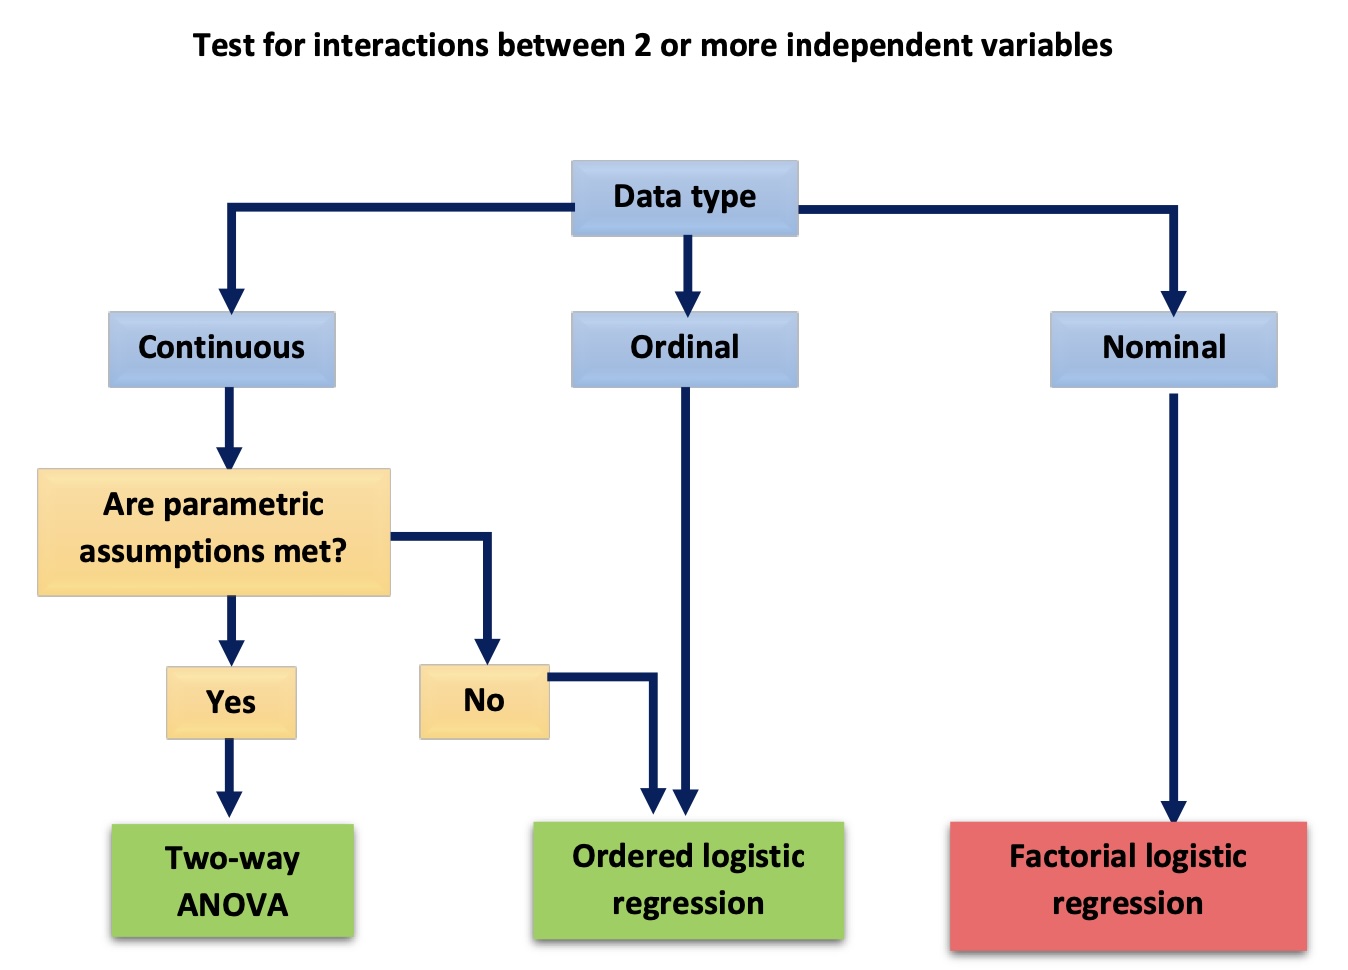 Test for interactions between 2 or more independent variables
Data type
Continuous
Ordinal
Nominal
Are parametric
assumptions met?
Yes
No
Two-way
ANOVA
Ordered logistic
regression
Factorial logistic
regression